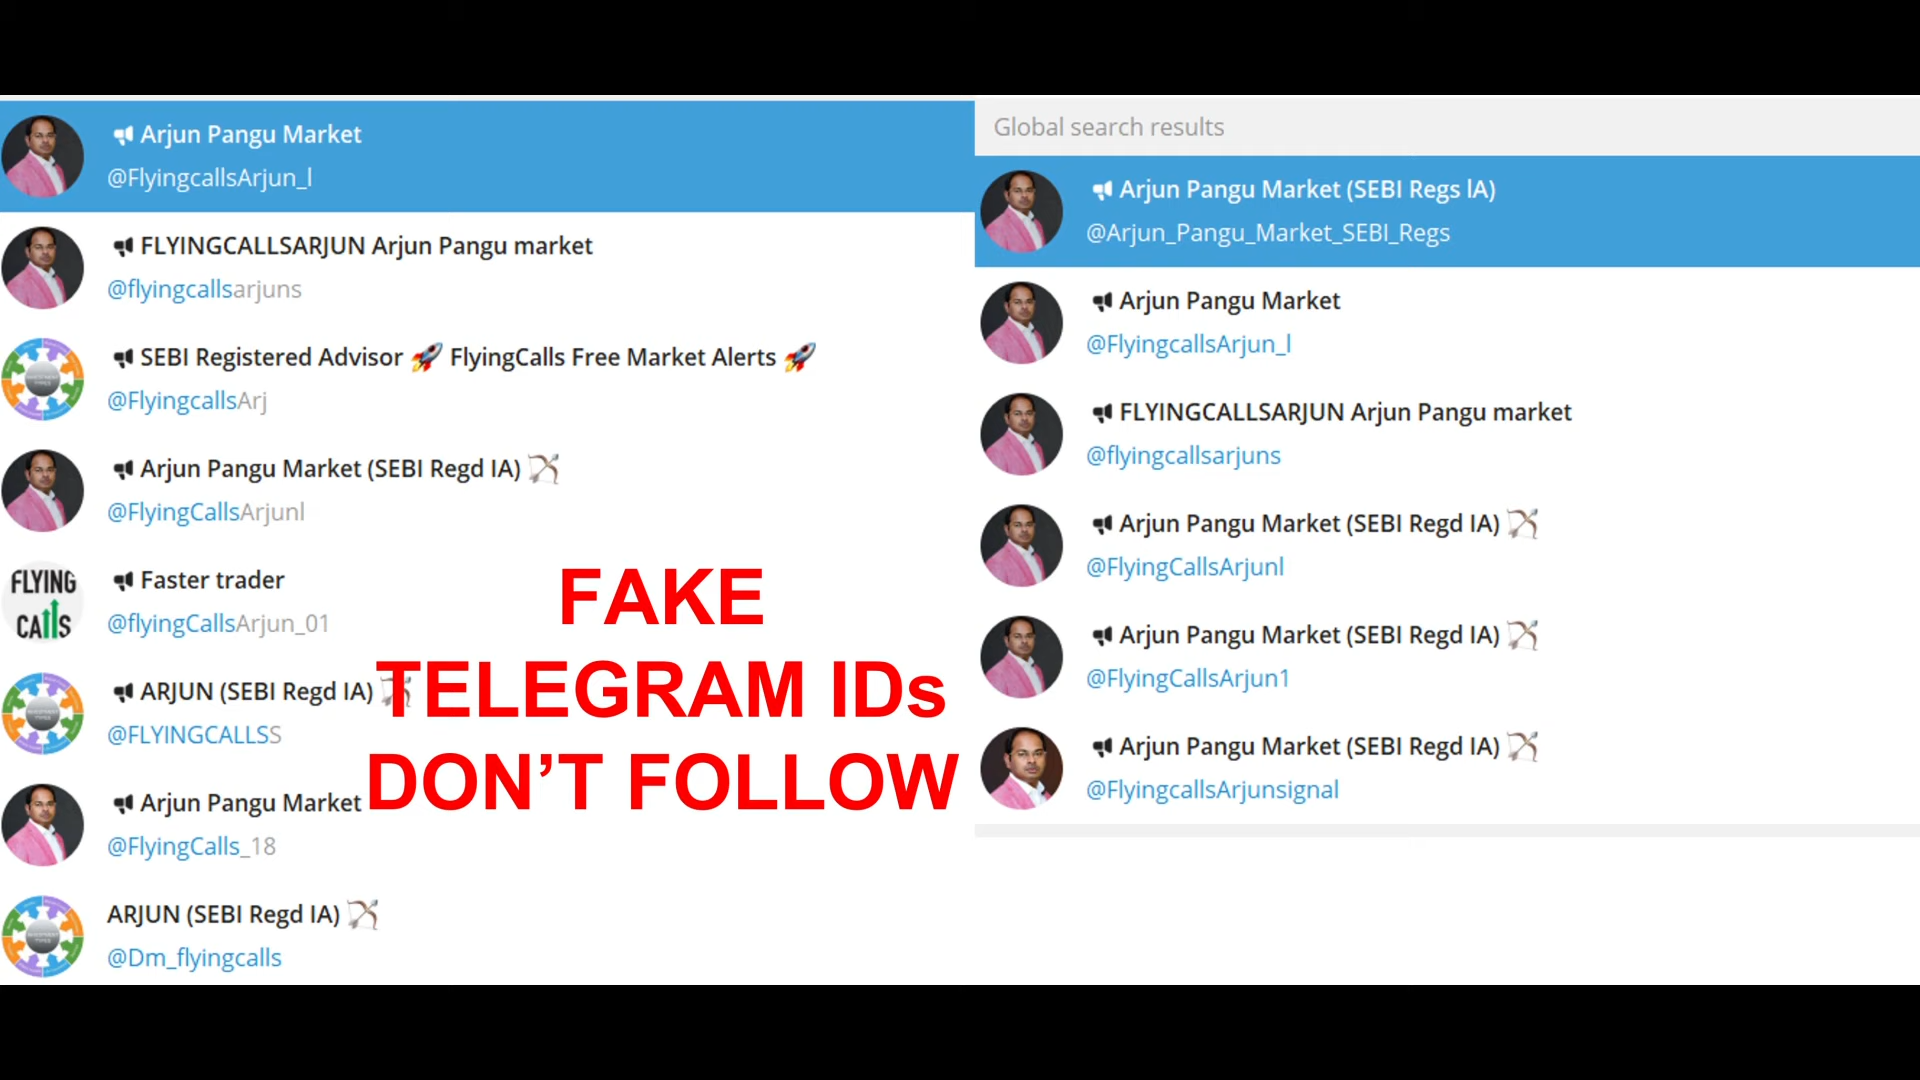 Arjun Pangu Market
@FlyingcallsArjun_l
FLYINGCALLSARJUN Arjun Pangu market
@flyingcallsarjuns
SEBI Registered Advisor 🚀 FlyingCalls Free Market Alerts 🚀
@FlyingcallsArj
Arjun Pangu Market (SEBI Regd IA) 🏹
@FlyingCallsArjunl
FLYING
CAllS
Faster trader
@flyingCallsArjun_01
ARJUN (SEBI Regd IA) 🏹
@FLYINGCALLSS
Arjun Pangu Market
@FlyingCalls_18
ARJUN (SEBI Regd IA) 🏹
@Dm_flyingcalls
FAKE
TELEGRAM IDs
DON’T FOLLOW
Global search results
Arjun Pangu Market (SEBI Regs lA)
@Arjun_Pangu_Market_SEBI_Regs
Arjun Pangu Market
@FlyingcallsArjun_l
FLYINGCALLSARJUN Arjun Pangu market
@flyingcallsarjuns
Arjun Pangu Market (SEBI Regd IA) 🏹
@FlyingCallsArjunl
Arjun Pangu Market (SEBI Regd IA) 🏹
@FlyingCallsArjun1
Arjun Pangu Market (SEBI Regd IA) 🏹
@FlyingcallsArjunsignal